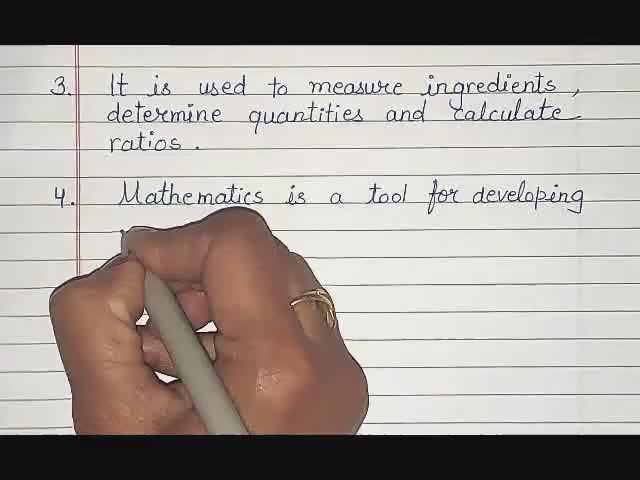 3. It is used to measure ingredients,
determine quantities and calculate
ratios.
4. Mathematics is a tool for developing